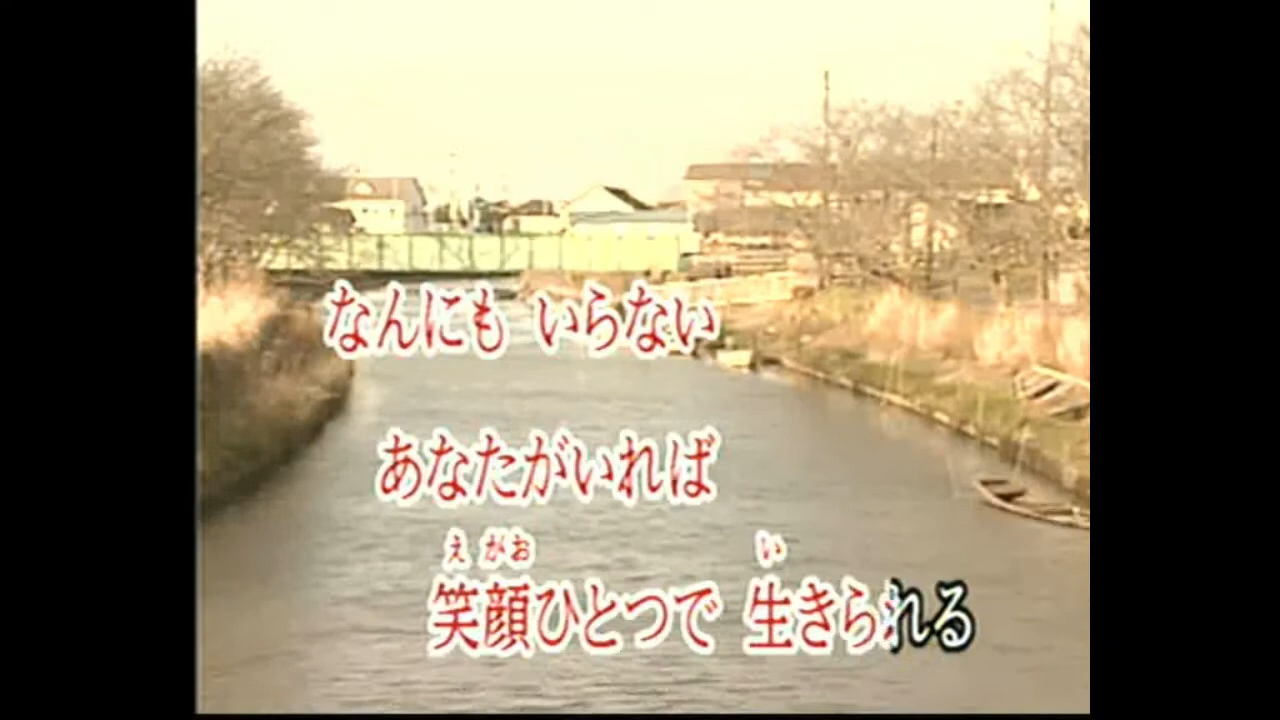 なんにも いらない
あなたがいれば
えがお い
笑顔ひとつで 生きられる